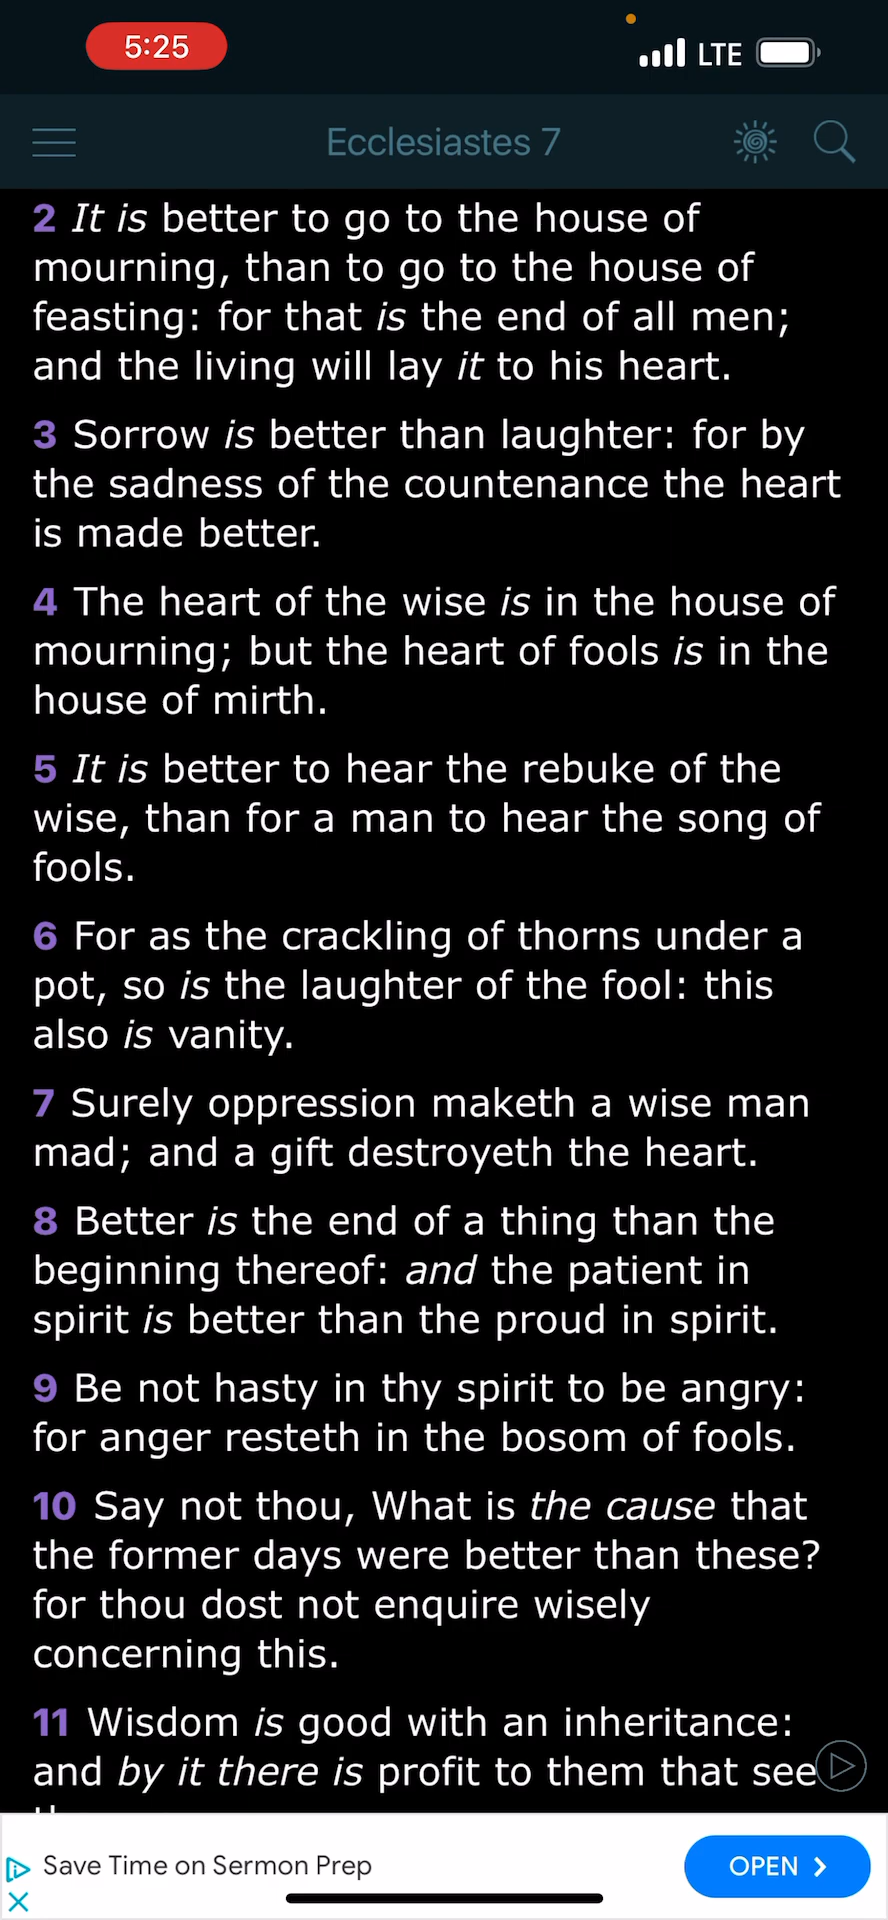 5:25
LTE
Ecclesiastes 7
2 It is better to go to the house of
mourning, than to go to the house of
feasting: for that is the end of all men;
and the living will lay it to his heart.
3 Sorrow is better than laughter: for by
the sadness of the countenance the heart
is made better.
4 The heart of the wise is in the house of
mourning; but the heart of fools is in the
house of mirth.
5 It is better to hear the rebuke of the
wise, than for a man to hear the song of
fools.
6 For as the crackling of thorns under a
pot, so is the laughter of the fool: this
also is vanity.
7 Surely oppression maketh a wise man
mad; and a gift destroyeth the heart.
8 Better is the end of a thing than the
beginning thereof: and the patient in
spirit is better than the proud in spirit.
9 Be not hasty in thy spirit to be angry:
for anger resteth in the bosom of fools.
10 Say not thou, What is the cause that
the former days were better than these?
for thou dost not enquire wisely
concerning this.
11 Wisdom is good with an inheritance:
and by it there is profit to them that see
Save Time on Sermon Prep
OPEN